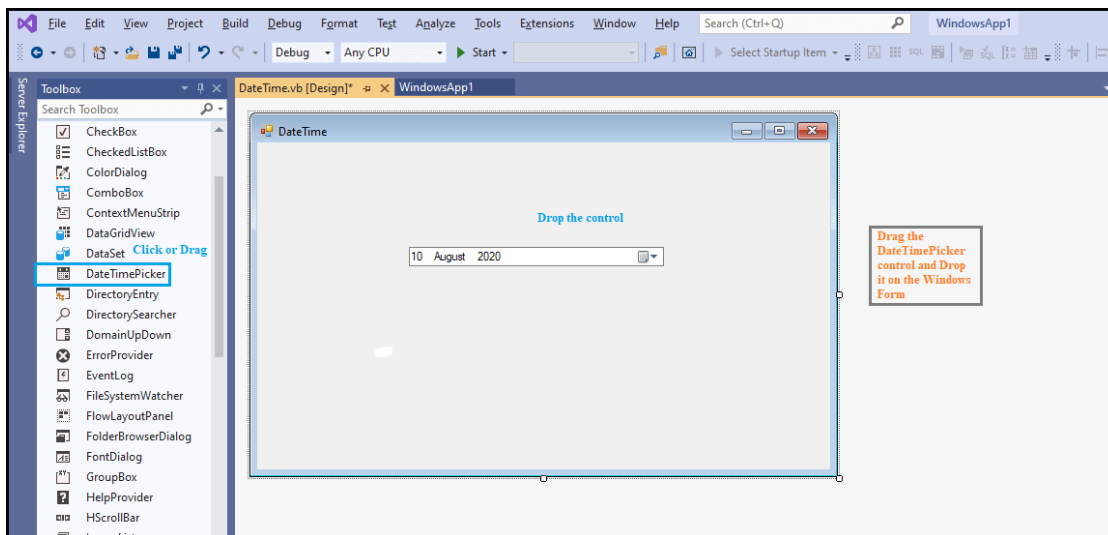 File Edit View Project Build Debug Format Test Analyze Tools Extensions Window Help Search (Ctrl+Q) WindowsApp1
Debug Any CPU Start Select Startup Item
Server Explorer
Toolbox
Search Toolbox
CheckBox
CheckedListBox
ColorDialog
ComboBox
ContextMenuStrip
DataGridView
DataSet Click or Drag
DateTimePicker
DirectoryEntry
DirectorySearcher
DomainUpDown
ErrorProvider
EventLog
FileSystemWatcher
FlowLayoutPanel
FolderBrowserDialog
FontDialog
GroupBox
HelpProvider
HScrollBar
DateTime.vb [Design]* WindowsApp1
DateTime
Drop the control
10 August 2020
Drag the
DateTimePicker
control and Drop
it on the Windows
Form